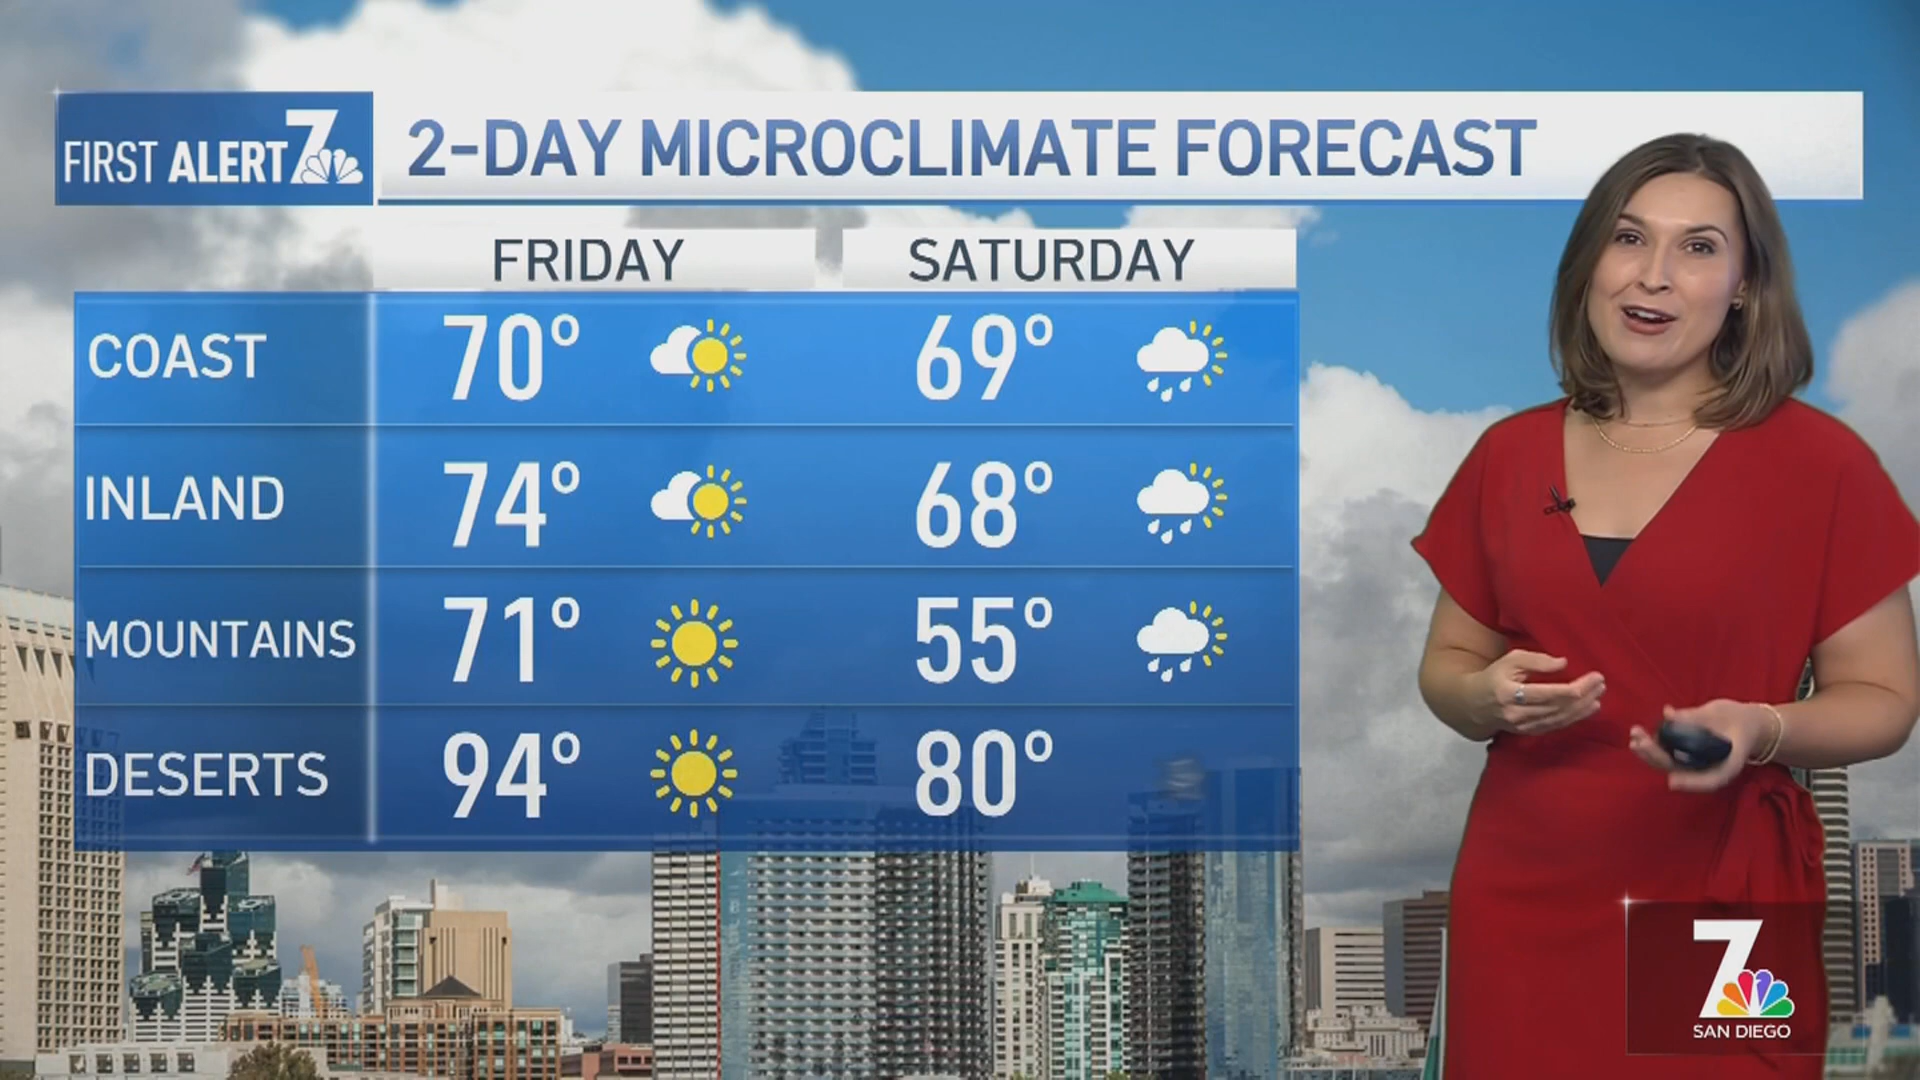 FIRST ALERT 7
2-DAY MICROCLIMATE FORECAST
FRIDAY SATURDAY
COAST 70° 69°
INLAND 74° 68°
MOUNTAINS 71° 55°
DESERTS 94° 80°
7
SAN DIEGO